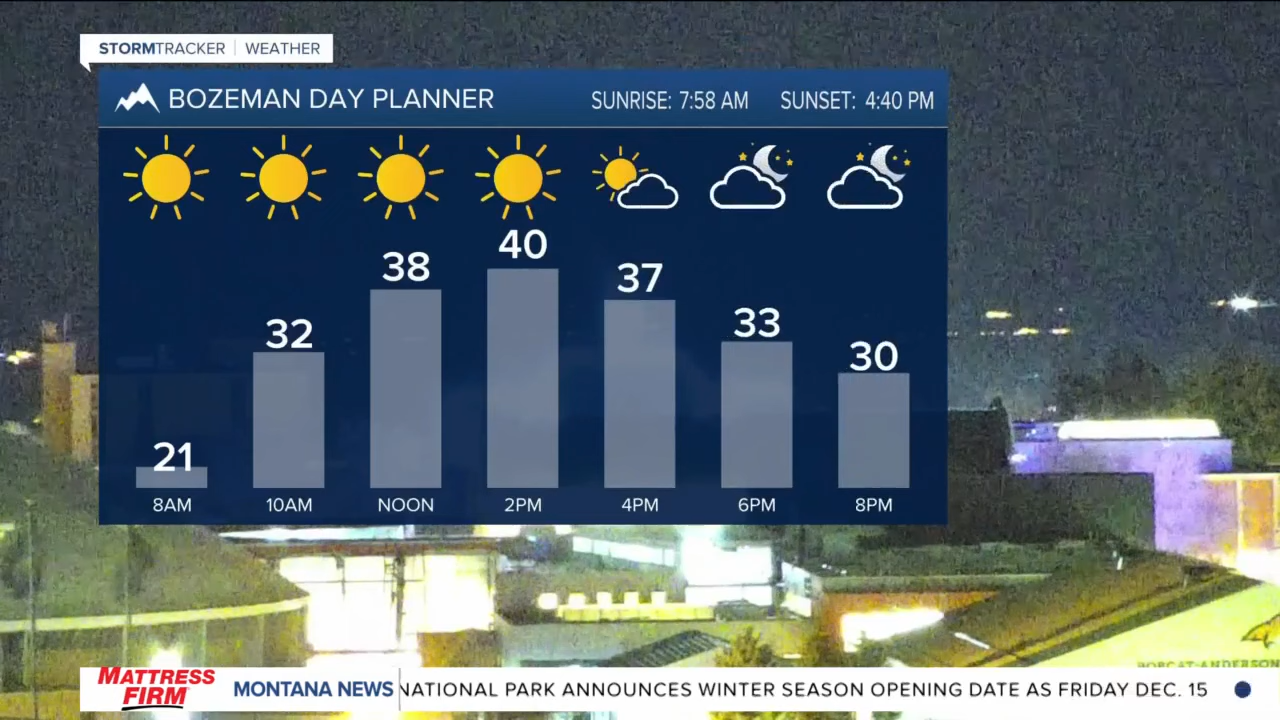 STORMTRACKER | WEATHER
BOZEMAN DAY PLANNER
SUNRISE: 7:58 AM SUNSET: 4:40 PM
21 32 38 40 37 33 30
8AM 10AM NOON 2PM 4PM 6PM 8PM
BOBCAT-ANDERSON
MATTRESS
FIRM
MONTANA NEWS
NATIONAL PARK ANNOUNCES WINTER SEASON OPENING DATE AS FRIDAY DEC. 15